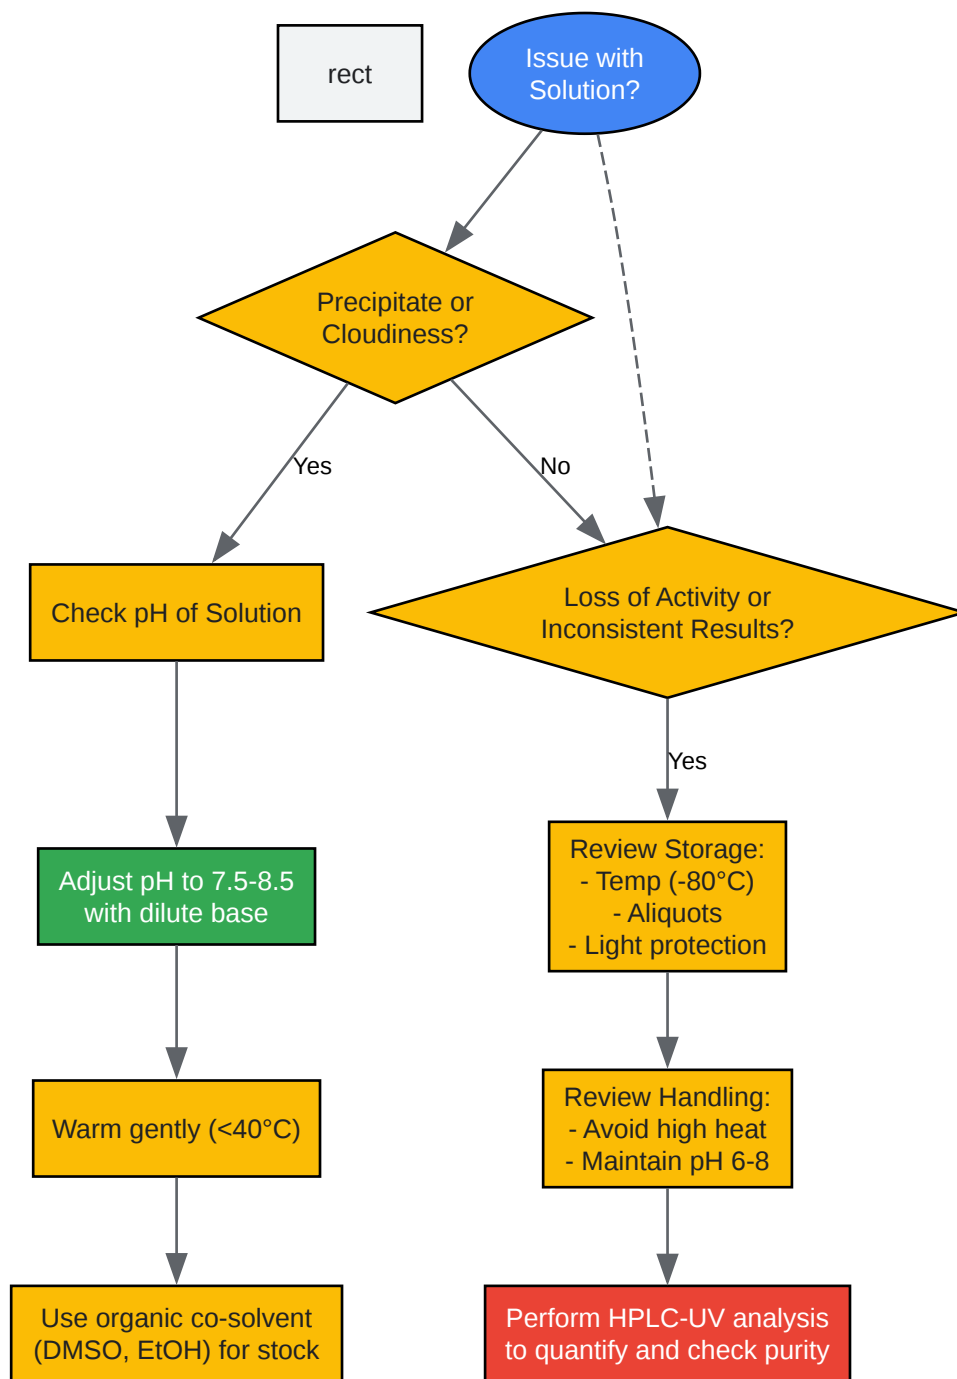 rect
Issue with
Solution?
Precipitate or
Cloudiness?
Yes
No
Check pH of Solution
Loss of Activity or
Inconsistent Results?
Yes
Adjust pH to 7.5-8.5
with dilute base
Review Storage:
- Temp (-80°C)
- Aliquots
- Light protection
Warm gently (<40°C)
Review Handling:
- Avoid high heat
- Maintain pH 6-8
Use organic co-solvent
(DMSO, EtOH) for stock
Perform HPLC-UV analysis
to quantify and check purity